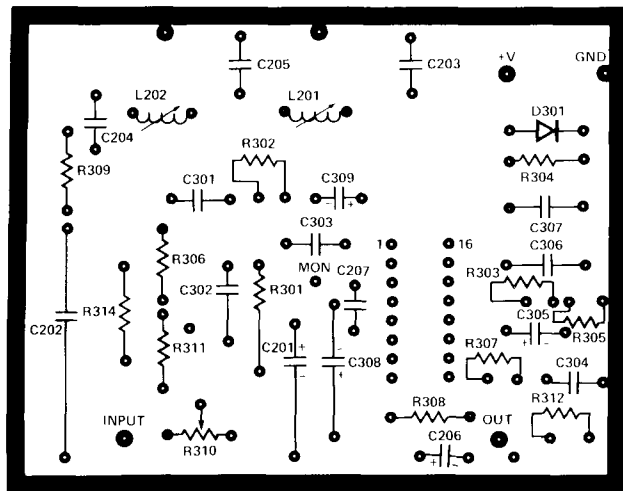 +V
GND
C205
C203
L202
L201
D301
C204
R302
R309
R304
C301
C309
C307
C303
1
16
C306
R306
MON
R303
C207
C302
R301
R314
C202
C305
+
-
R305
R311
C201
+
-
-
+
C308
R307
C304
R308
R312
INPUT
OUT
R310
C206
+
-
- +